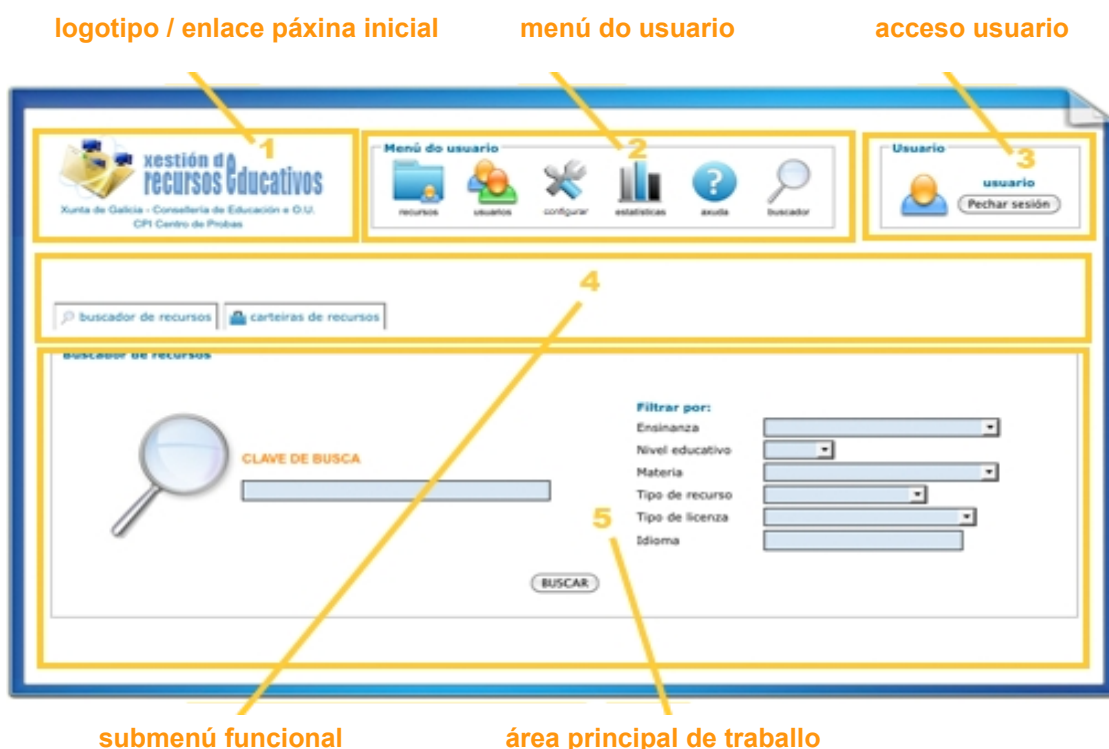 logotipo / enlace páxina inicial
menú do usuario
acceso usuario
1
xestión de
recursos educativos
Xunta de Galicia - Consellería de Educación e O.U.
CPI Centro de Probas
Menú do usuario
2
recursos
usuarios
configurar
estatísticas
axuda
buscador
Usuario
3
usuario
Pechar sesión
4
buscador de recursos
carteiras de recursos
Buscador de recursos
CLAVE DE BUSCA
Filtrar por:
Ensinanza
Nivel educativo
Materia
Tipo de recurso
Tipo de licenza
Idioma
5
BUSCAR
submenú funcional
área principal de traballo